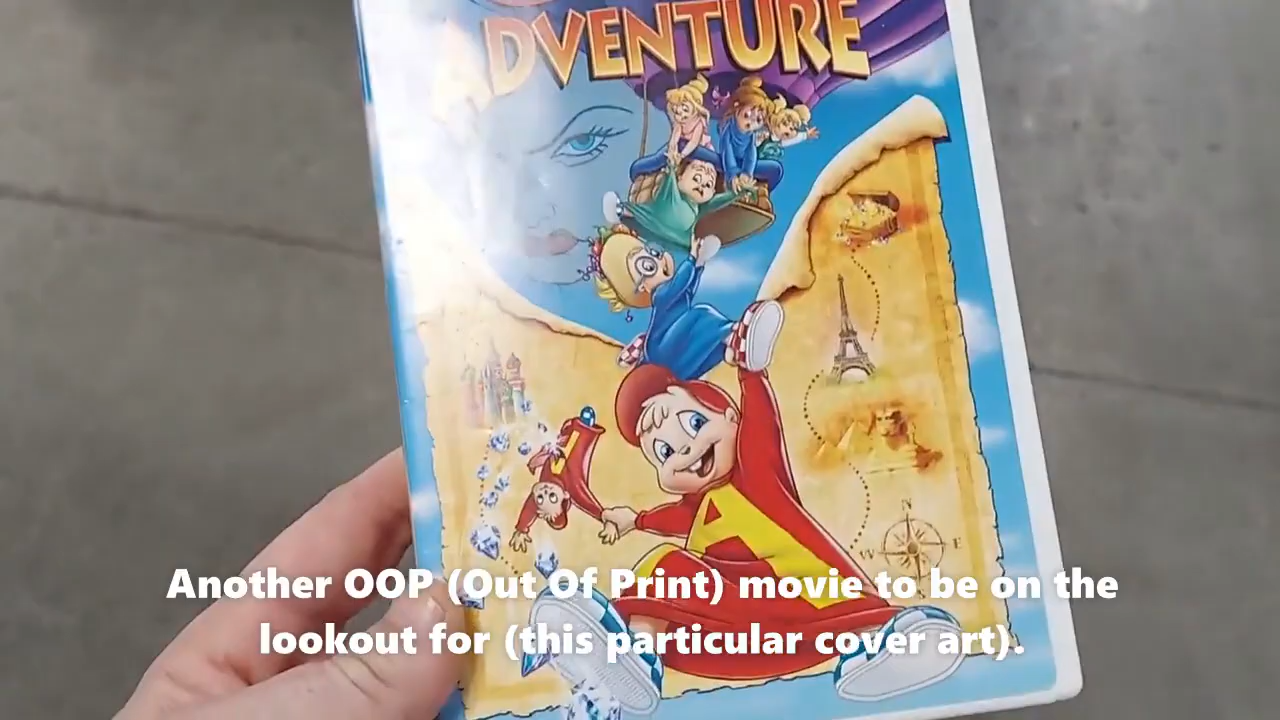 ADVENTURE
A
N
W
E
Another OOP (Out Of Print) movie to be on the
lookout for (this particular cover art).